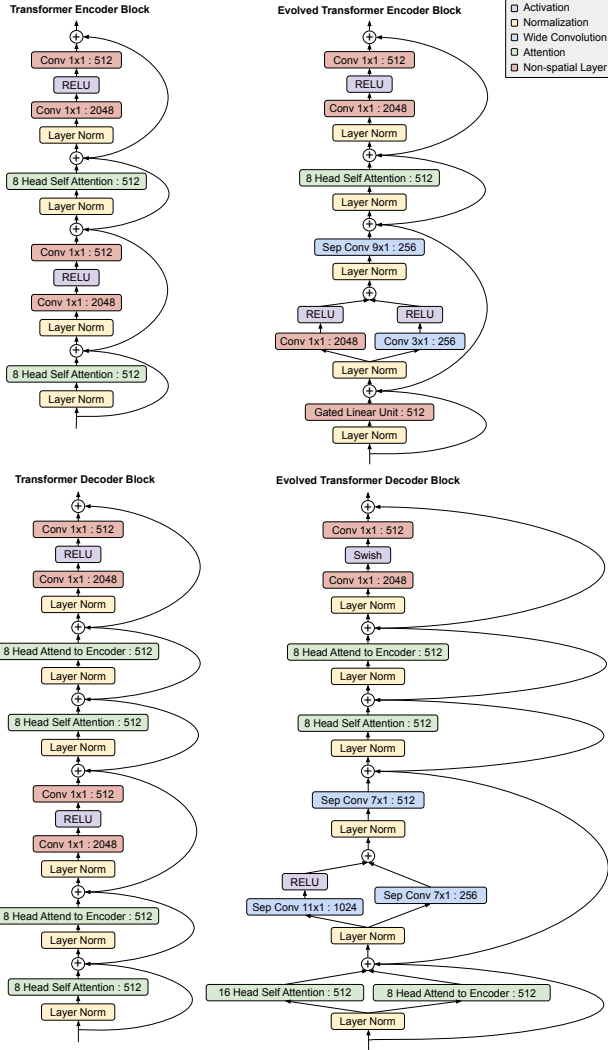 Transformer Encoder Block
Conv 1x1 : 512
RELU
Conv 1x1 : 2048
Layer Norm
8 Head Self Attention : 512
Layer Norm
Conv 1x1 : 512
RELU
Conv 1x1 : 2048
Layer Norm
8 Head Self Attention : 512
Layer Norm
Evolved Transformer Encoder Block
Conv 1x1 : 512
RELU
Conv 1x1 : 2048
Layer Norm
8 Head Self Attention : 512
Layer Norm
Sep Conv 9x1 : 256
Layer Norm
RELU
RELU
Conv 1x1 : 2048
Conv 3x1 : 256
Layer Norm
Gated Linear Unit : 512
Layer Norm
Activation
Normalization
Wide Convolution
Attention
Non-spatial Layer
Transformer Decoder Block
Conv 1x1 : 512
RELU
Conv 1x1 : 2048
Layer Norm
8 Head Attend to Encoder : 512
Layer Norm
8 Head Self Attention : 512
Layer Norm
Conv 1x1 : 512
RELU
Conv 1x1 : 2048
Layer Norm
8 Head Attend to Encoder : 512
Layer Norm
8 Head Self Attention : 512
Layer Norm
Evolved Transformer Decoder Block
Conv 1x1 : 512
Swish
Conv 1x1 : 2048
Layer Norm
8 Head Attend to Encoder : 512
Layer Norm
8 Head Self Attention : 512
Layer Norm
Sep Conv 7x1 : 512
Layer Norm
RELU
Sep Conv 11x1 : 1024
Sep Conv 7x1 : 256
Layer Norm
16 Head Self Attention : 512
8 Head Attend to Encoder : 512
Layer Norm